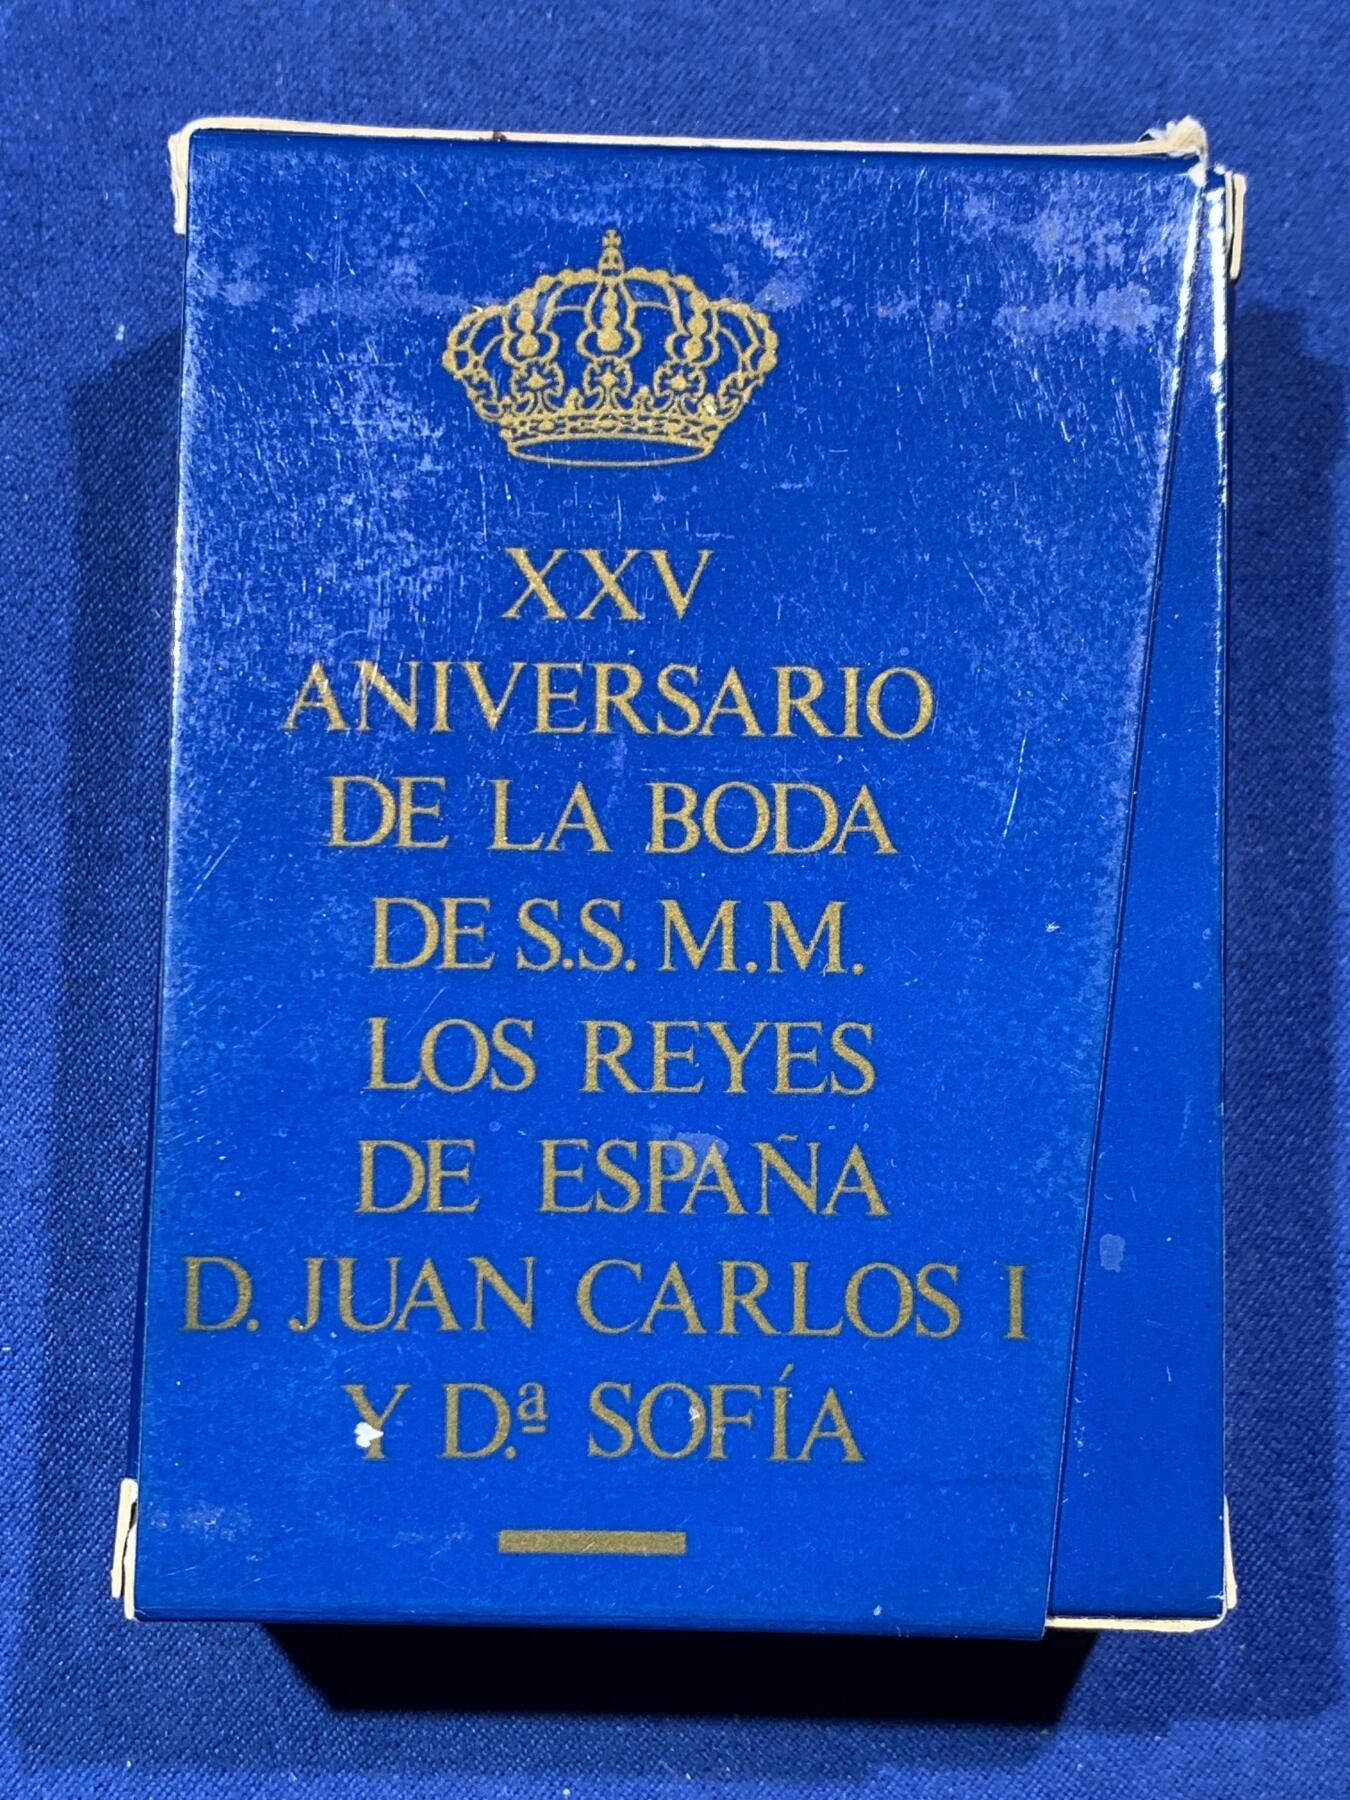 XXV
ANIVERSARIO
DE LA BODA
DE S.S. M.M.
LOS REYES
DE ESPAÑA
D. JUAN CARLOS I
Y D.ª SOFÍA